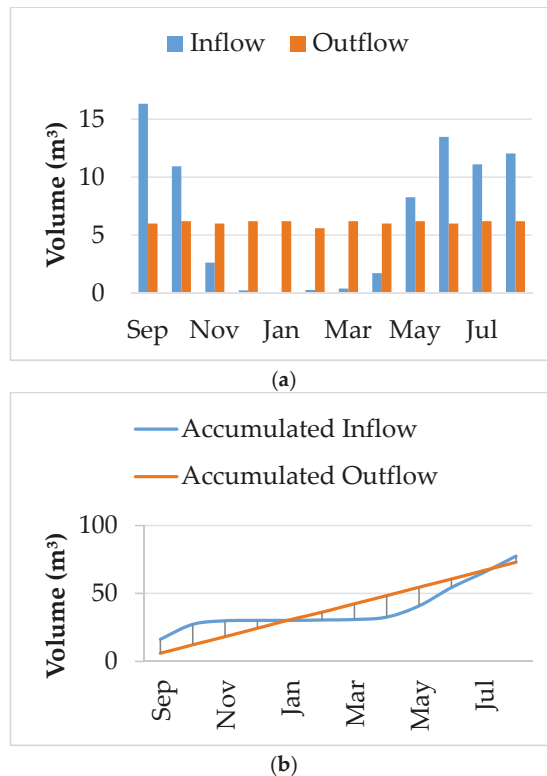 Inflow Outflow
Volume (m³)
15
10
5
0
Sep Nov Jan Mar May Jul
(a)
Accumulated Inflow
Accumulated Outflow
Volume (m³)
100
50
0
Sep Nov Jan Mar May Jul
(b)